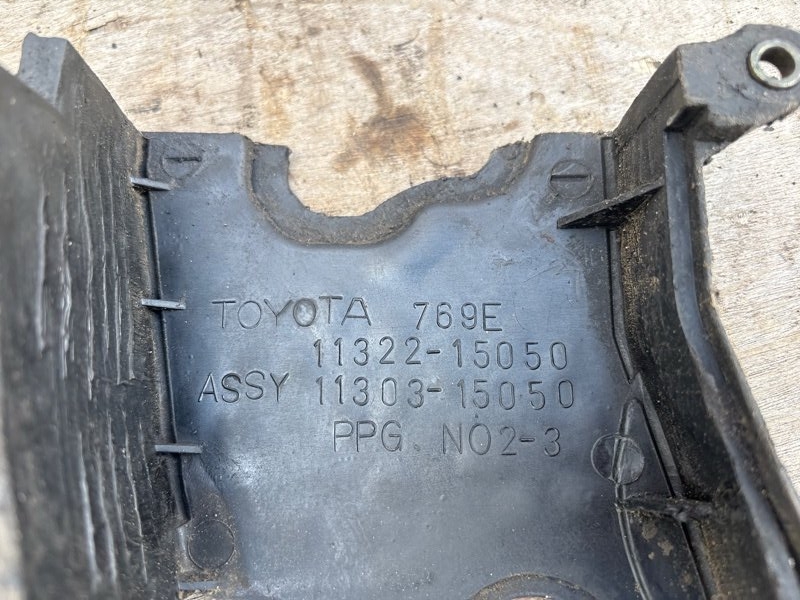 TOYOTA 769E
11322-15050
ASSY 11303-15050
PPG. NO2-3